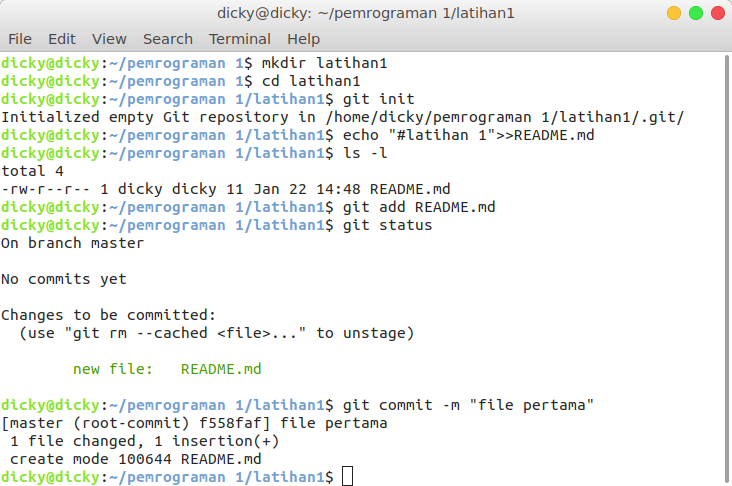 dicky@dicky: ~/pemrograman 1/latihan1
File Edit View Search Terminal Help
dicky@dicky:~/pemrograman 1$ mkdir latihan1
dicky@dicky:~/pemrograman 1$ cd latihan1
dicky@dicky:~/pemrograman 1/latihan1$ git init
Initialized empty Git repository in /home/dicky/pemrograman 1/latihan1/.git/
dicky@dicky:~/pemrograman 1/latihan1$ echo "#latihan 1">>README.md
dicky@dicky:~/pemrograman 1/latihan1$ ls -l
total 4
-rw-r--r-- 1 dicky dicky 11 Jan 22 14:48 README.md
dicky@dicky:~/pemrograman 1/latihan1$ git add README.md
dicky@dicky:~/pemrograman 1/latihan1$ git status
On branch master

No commits yet

Changes to be committed:
  (use "git rm --cached <file>..." to unstage)

        new file:   README.md

dicky@dicky:~/pemrograman 1/latihan1$ git commit -m "file pertama"
[master (root-commit) f558faf] file pertama
 1 file changed, 1 insertion(+)
 create mode 100644 README.md
dicky@dicky:~/pemrograman 1/latihan1$